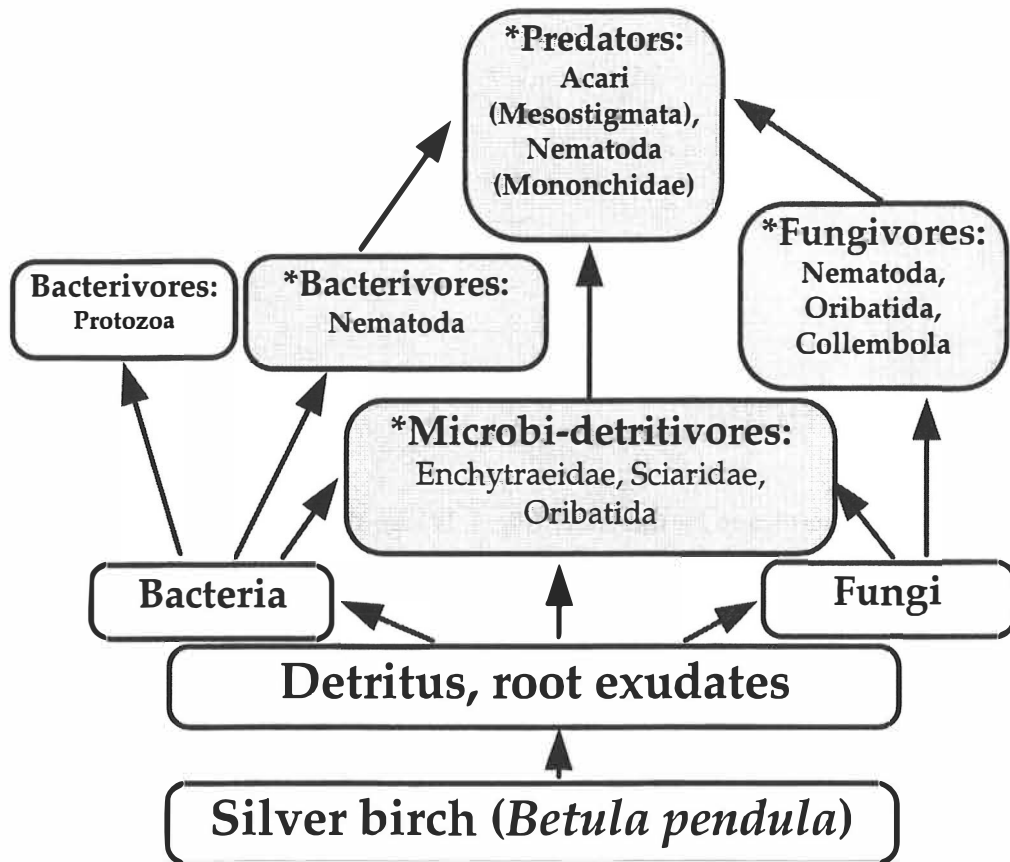 *Predators:
Acari
(Mesostigmata),
Nematoda
(Mononchidae)
*Fungivores:
Nematoda,
Oribatida,
Collembola
Bacterivores:
Protozoa
*Bacterivores:
Nematoda
*Microbi-detritivores:
Enchytraeidae, Sciaridae,
Oribatida
Bacteria
Fungi
Detritus, root exudates
Silver birch (Betula pendula)